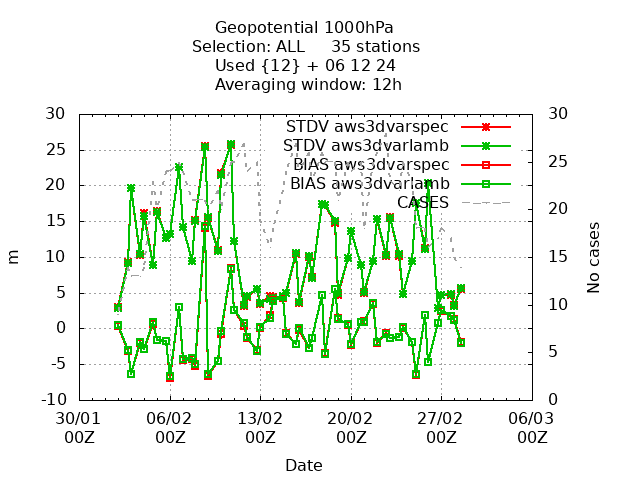 Geopotential 1000hPa
Selection: ALL 35 stations
Used {12} + 06 12 24
Averaging window: 12h
30 30
STDV aws3dvarspec
STDV aws3dvarlamb
25 25
BIAS aws3dvarspec
BIAS aws3dvarlamb
20
CASES
20
15
15
10
m
No cases
5
10
0
-5
5
-10 0
30/01 06/02 13/02 20/02 27/02 06/03
00Z 00Z 00Z 00Z 00Z 00Z
Date